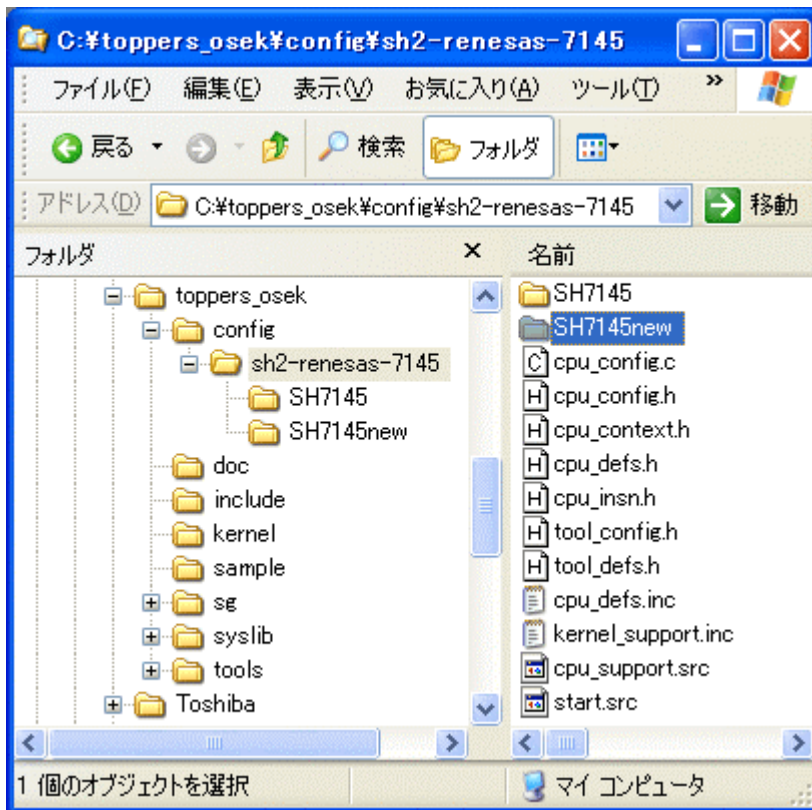 C:¥toppers_osek¥config¥sh2-renesas-7145
ファイル(F) 編集(E) 表示(V) お気に入り(A) ツール(T) »
戻る 検索 フォルダ
アドレス(D) C:¥toppers_osek¥config¥sh2-renesas-7145 移動
フォルダ
toppers_osek
config
sh2-renesas-7145
SH7145
SH7145new
doc
include
kernel
sample
sg
syslib
tools
Toshiba
名前
SH7145
SH7145new
cpu_config.c
cpu_config.h
cpu_context.h
cpu_defs.h
cpu_insn.h
tool_config.h
tool_defs.h
cpu_defs.inc
kernel_support.inc
cpu_support.src
start.src
1 個のオブジェクトを選択 マイ コンピュータ